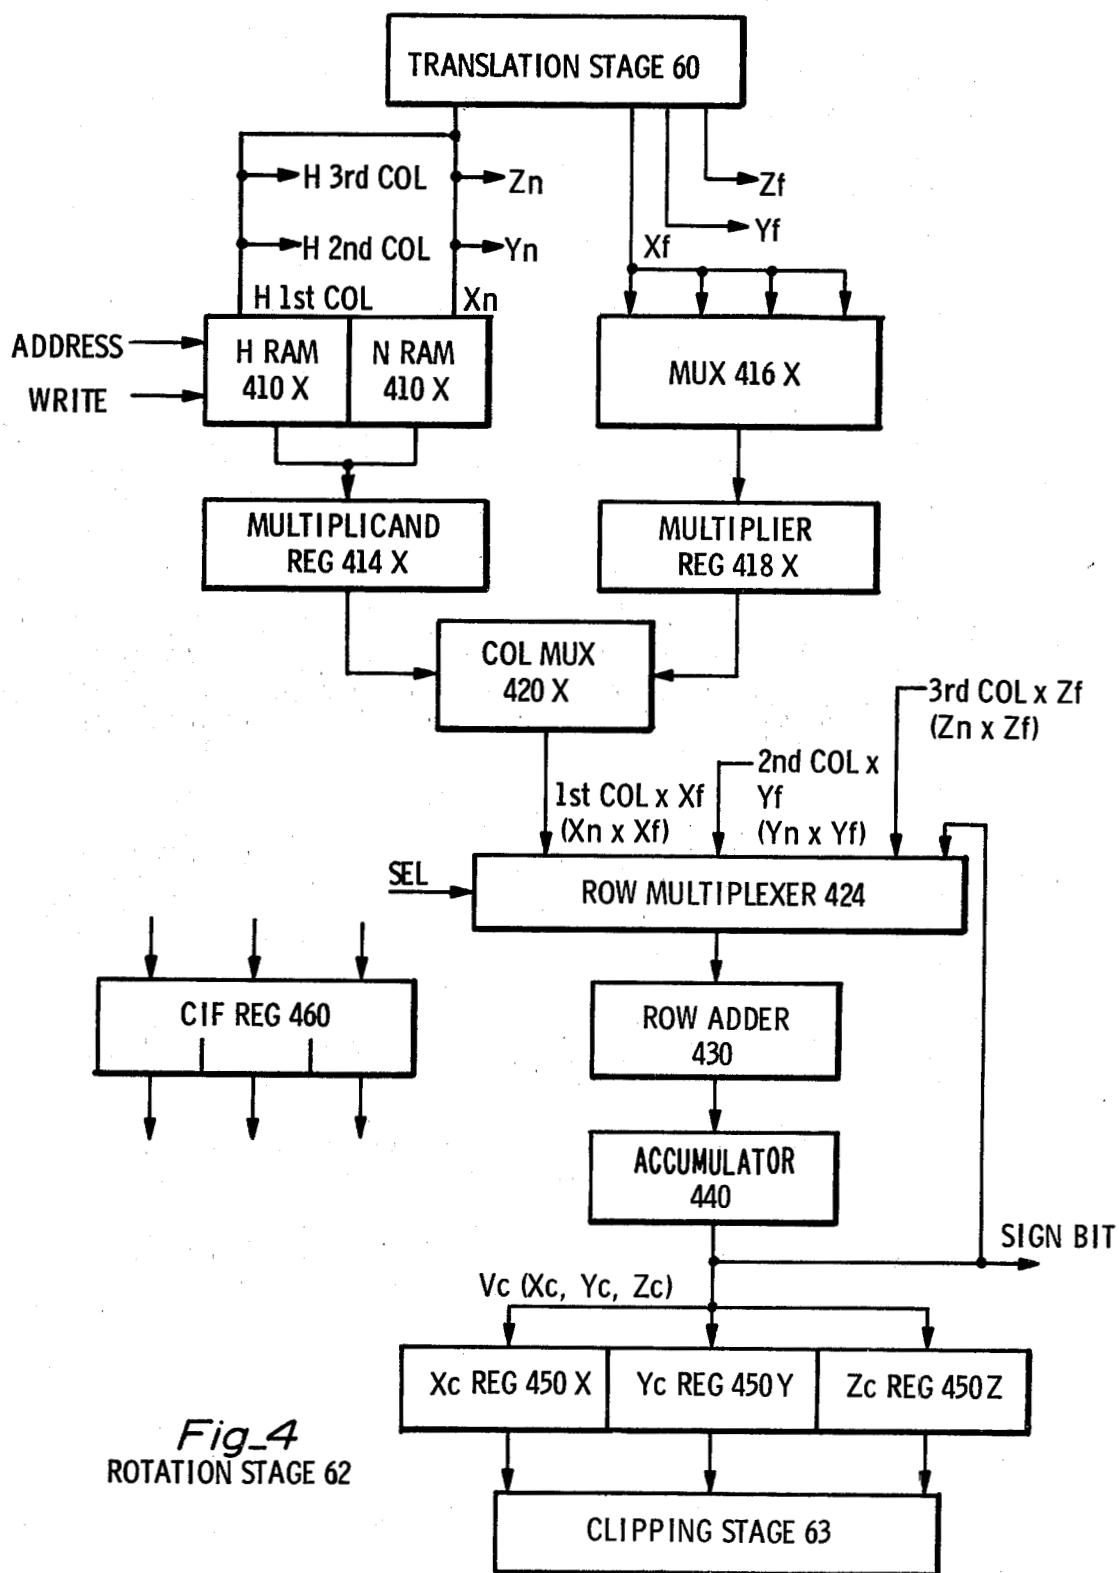 TRANSLATION STAGE 60
H 3rd COL
Zn
Zf
H 2nd COL
Yn
Yf
Xf
H 1st COL
Xn
ADDRESS
WRITE
H RAM
410 X
N RAM
410 X
MUX 416 X
MULTIPLICAND
REG 414 X
MULTIPLIER
REG 418 X
COL MUX
420 X
3rd COL x Zf
(Zn x Zf)
2nd COL x
Yf
(Yn x Yf)
1st COL x Xf
(Xn x Xf)
SEL
ROW MULTIPLEXER 424
CIF REG 460
ROW ADDER
430
ACCUMULATOR
440
SIGN BIT
Vc (Xc, Yc, Zc)
Xc REG 450 X
Yc REG 450 Y
Zc REG 450 Z
Fig_4
ROTATION STAGE 62
CLIPPING STAGE 63